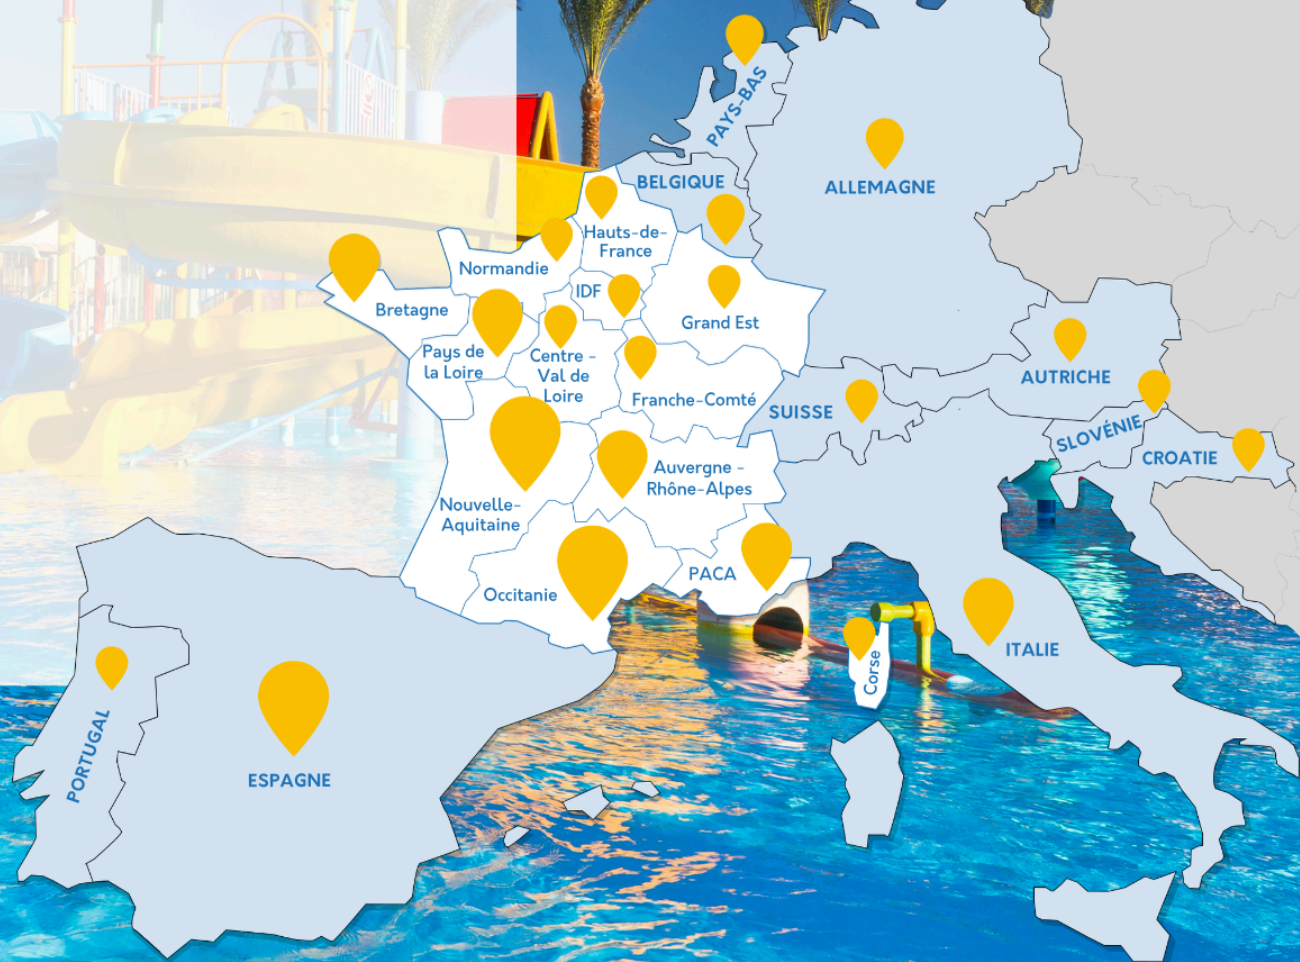 PAYS-BAS
BELGIQUE
ALLEMAGNE
Hauts-de-
France
Normandie
IDF
Bretagne
Grand Est
Pays de
la Loire
Centre -
Val de
Loire
Franche-Comté
SUISSE
AUTRICHE
SLOVÉNIE
CROATIE
Auvergne -
Rhône-Alpes
Nouvelle-
Aquitaine
PACA
Occitanie
Corse
ITALIE
PORTUGAL
ESPAGNE